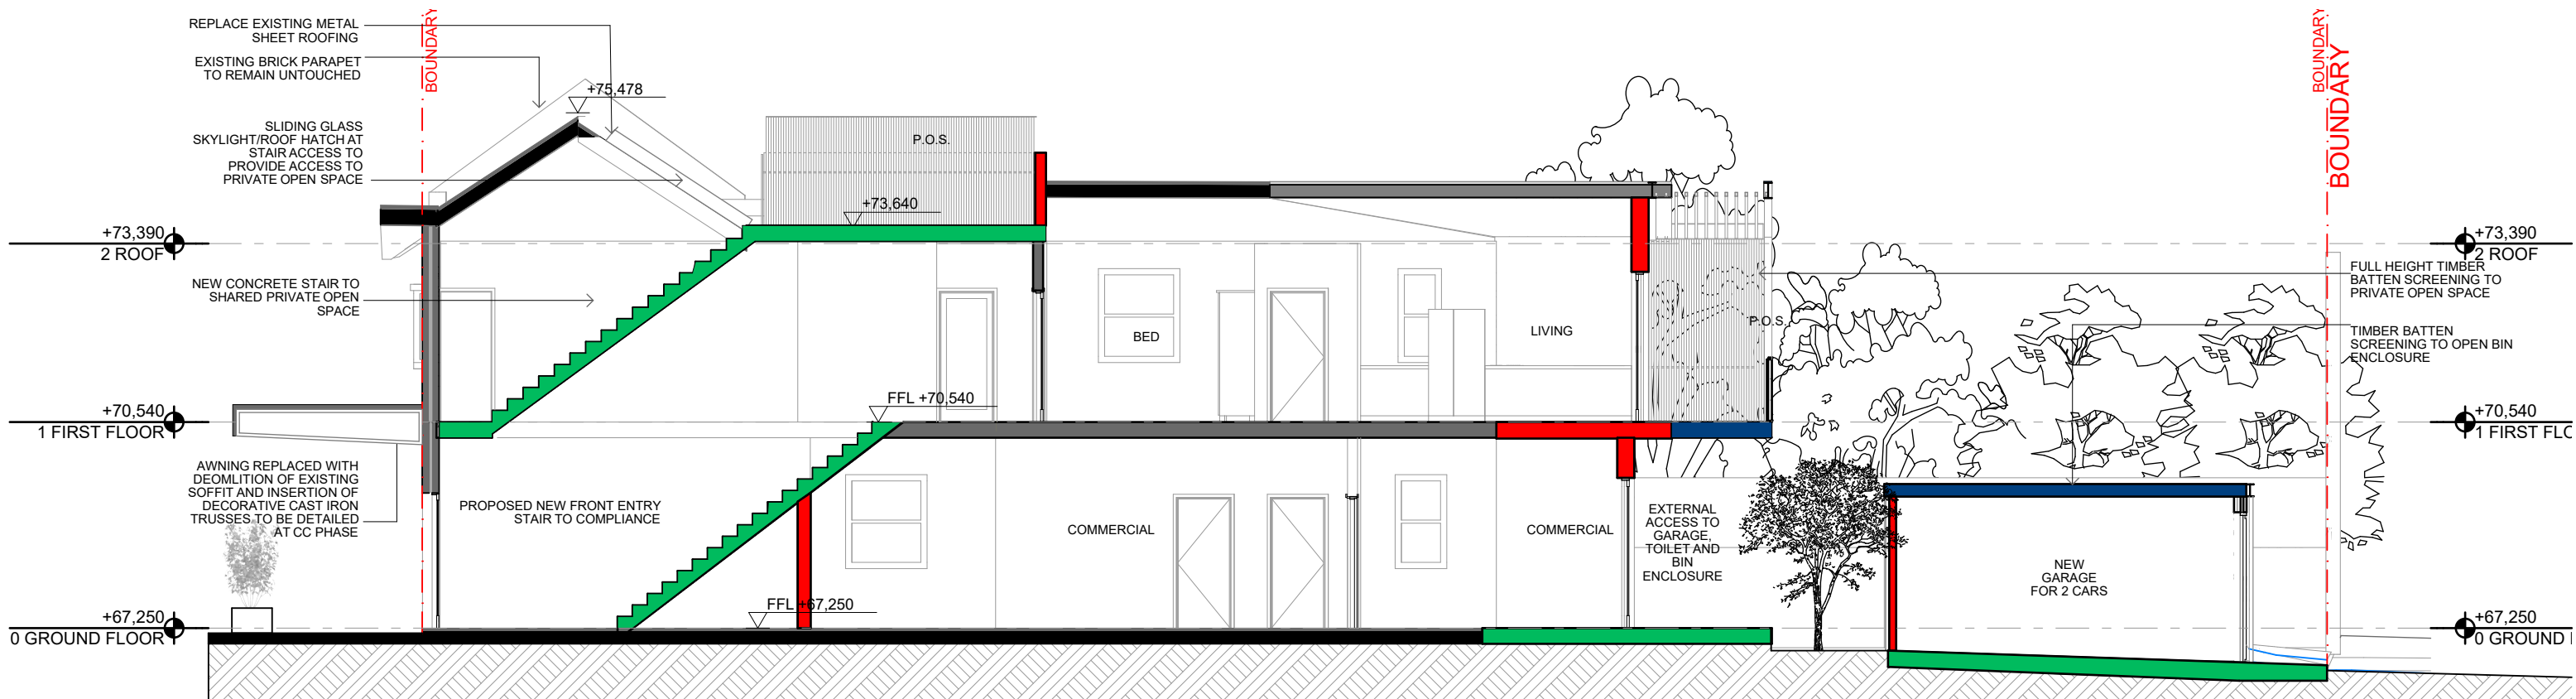 REPLACE EXISTING METAL
SHEET ROOFING
EXISTING BRICK PARAPET
TO REMAIN UNTOUCHED
BOUNDARY
+75,478
SLIDING GLASS
SKYLIGHT/ROOF HATCH AT
STAIR ACCESS TO
PROVIDE ACCESS TO
PRIVATE OPEN SPACE
P.O.S.
+73,640
BOUNDARY
BOUNDARY
+73,390
2 ROOF
+73,390
2 ROOF
NEW CONCRETE STAIR TO
SHARED PRIVATE OPEN
SPACE
BED
LIVING
P.O.S.
FULL HEIGHT TIMBER
BATTEN SCREENING TO
PRIVATE OPEN SPACE
TIMBER BATTEN
SCREENING TO OPEN BIN
ENCLOSURE
FFL +70,540
+70,540
1 FIRST FLOOR
+70,540
1 FIRST FLO
AWNING REPLACED WITH
DEOMLITION OF EXISTING
SOFFIT AND INSERTION OF
DECORATIVE CAST IRON
TRUSSES TO BE DETAILED
AT CC PHASE
PROPOSED NEW FRONT ENTRY
STAIR TO COMPLIANCE
COMMERCIAL
COMMERCIAL
EXTERNAL
ACCESS TO
GARAGE,
TOILET AND
BIN
ENCLOSURE
NEW
GARAGE
FOR 2 CARS
FFL +67,250
+67,250
0 GROUND FLOOR
+67,250
0 GROUND